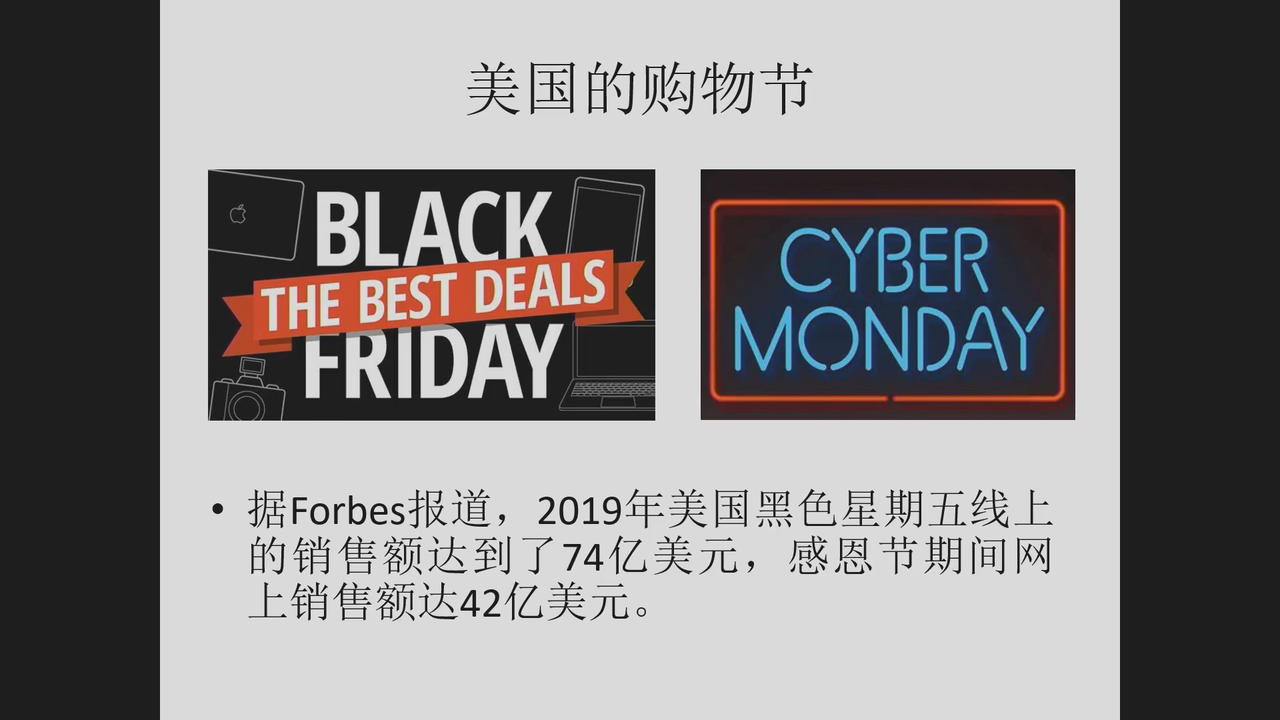 美国的购物节
BLACK
THE BEST DEALS
FRIDAY
CYBER
MONDAY
• 据Forbes报道，2019年美国黑色星期五线上
的销售额达到了74亿美元，感恩节期间网
上销售额达42亿美元。